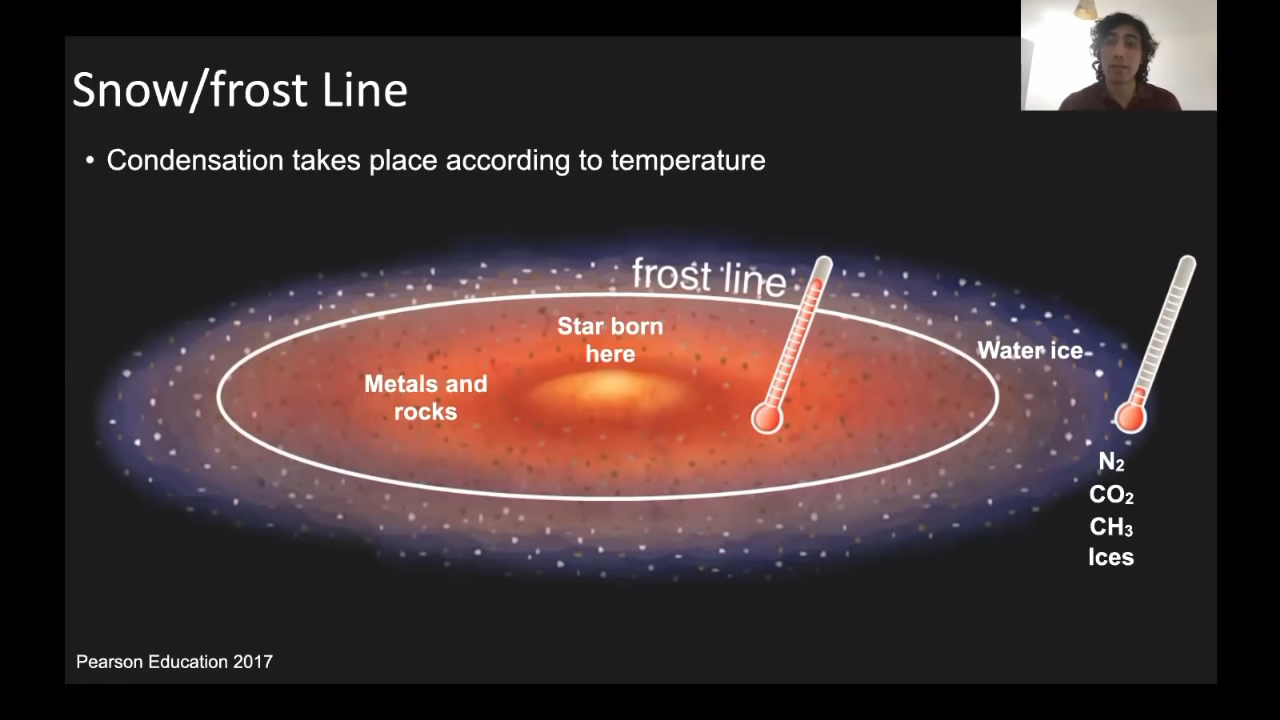 Snow/frost Line
• Condensation takes place according to temperature
frost line
Star born
here
Water ice
Metals and
rocks
N₂
CO₂
CH₃
Ices
Pearson Education 2017